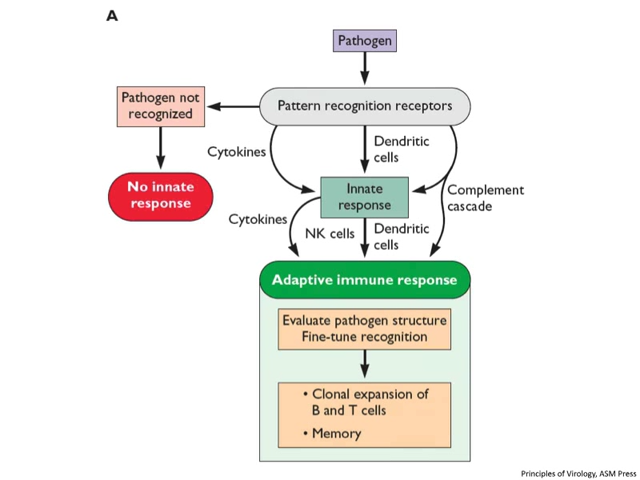 A
Pathogen
Pattern recognition receptors
Pathogen not
recognized
No innate
response
Cytokines
Dendritic
cells
Innate
response
Complement
cascade
Cytokines
NK cells
Dendritic
cells
Adaptive immune response
Evaluate pathogen structure
Fine-tune recognition
• Clonal expansion of
B and T cells
• Memory
Principles of Virology, ASM Press